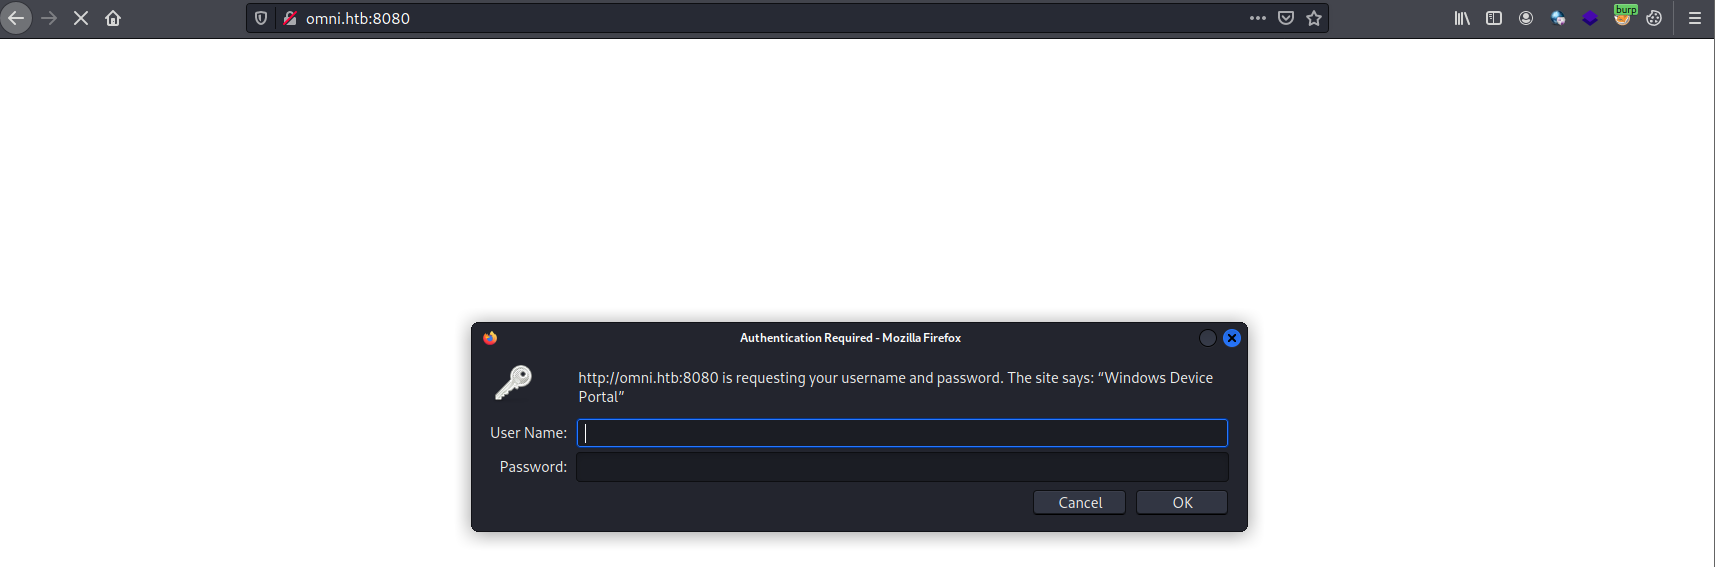 omni.htb:8080
burp
Authentication Required - Mozilla Firefox
http://omni.htb:8080 is requesting your username and password. The site says: “Windows Device
Portal”
User Name:
Password:
Cancel OK